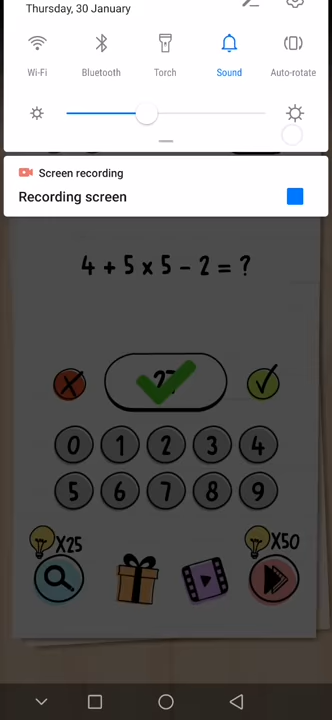 Thursday, 30 January
Wi-Fi Bluetooth Torch Sound Auto-rotate
Screen recording
Recording screen
4 + 5 x 5 - 2 = ?
0 1 2 3 4
5 6 7 8 9
X25 X50